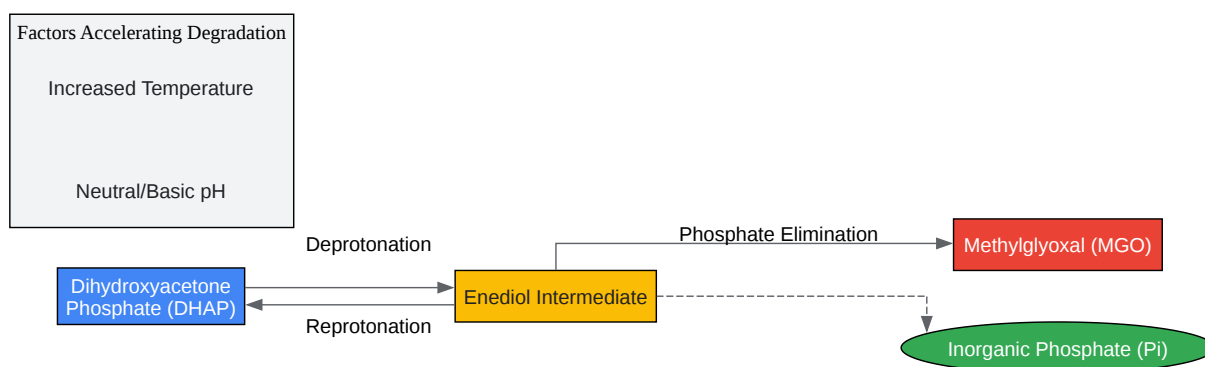 Factors Accelerating Degradation
Increased Temperature
Neutral/Basic pH
Deprotonation
Phosphate Elimination
Methylglyoxal (MGO)
Dihydroxyacetone
Phosphate (DHAP)
Enediol Intermediate
Reprotonation
Inorganic Phosphate (Pi)